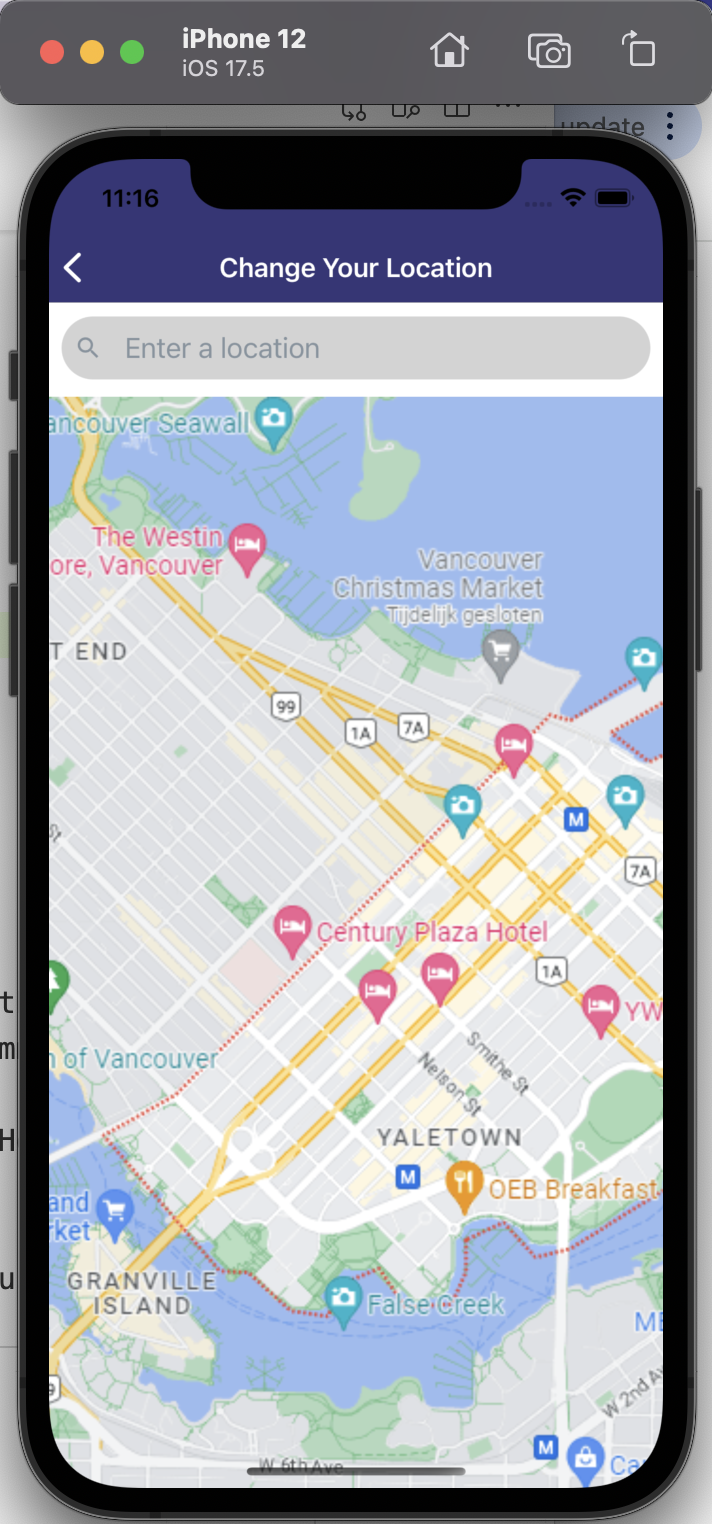 iPhone 12
iOS 17.5
update
11:16
Change Your Location
Enter a location
ancouver Seawall
The Westin
ore, Vancouver
Vancouver
Christmas Market
Tijdelijk gesloten
T END
99
1A
7A
M
7A
Century Plaza Hotel
1A
YW
Smithe St
Nelson St
of Vancouver
YALETOWN
M
OEB Breakfast
and
rket
GRANVILLE
ISLAND
False Creek
W 2nd Av
M
W 6th Ave
Ca